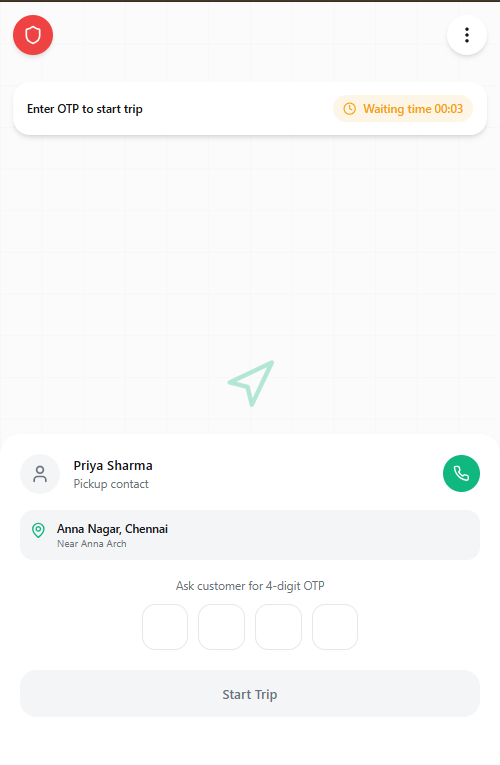 Enter OTP to start trip
Waiting time 00:03
Priya Sharma
Pickup contact
Anna Nagar, Chennai
Near Anna Arch
Ask customer for 4-digit OTP
Start Trip